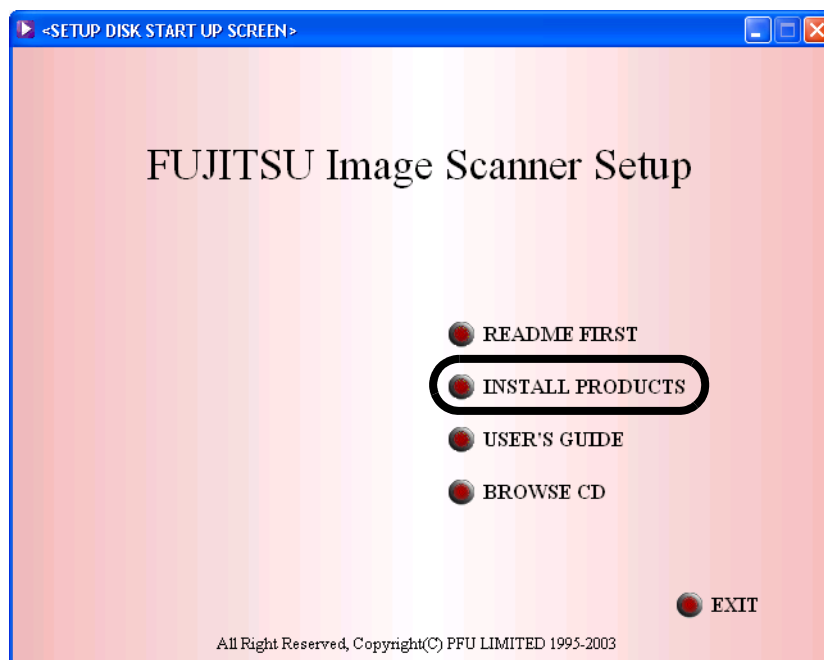 <SETUP DISK START UP SCREEN>
FUJITSU Image Scanner Setup
README FIRST
INSTALL PRODUCTS
USER'S GUIDE
BROWSE CD
EXIT
All Right Reserved, Copyright(C) PFU LIMITED 1995-2003